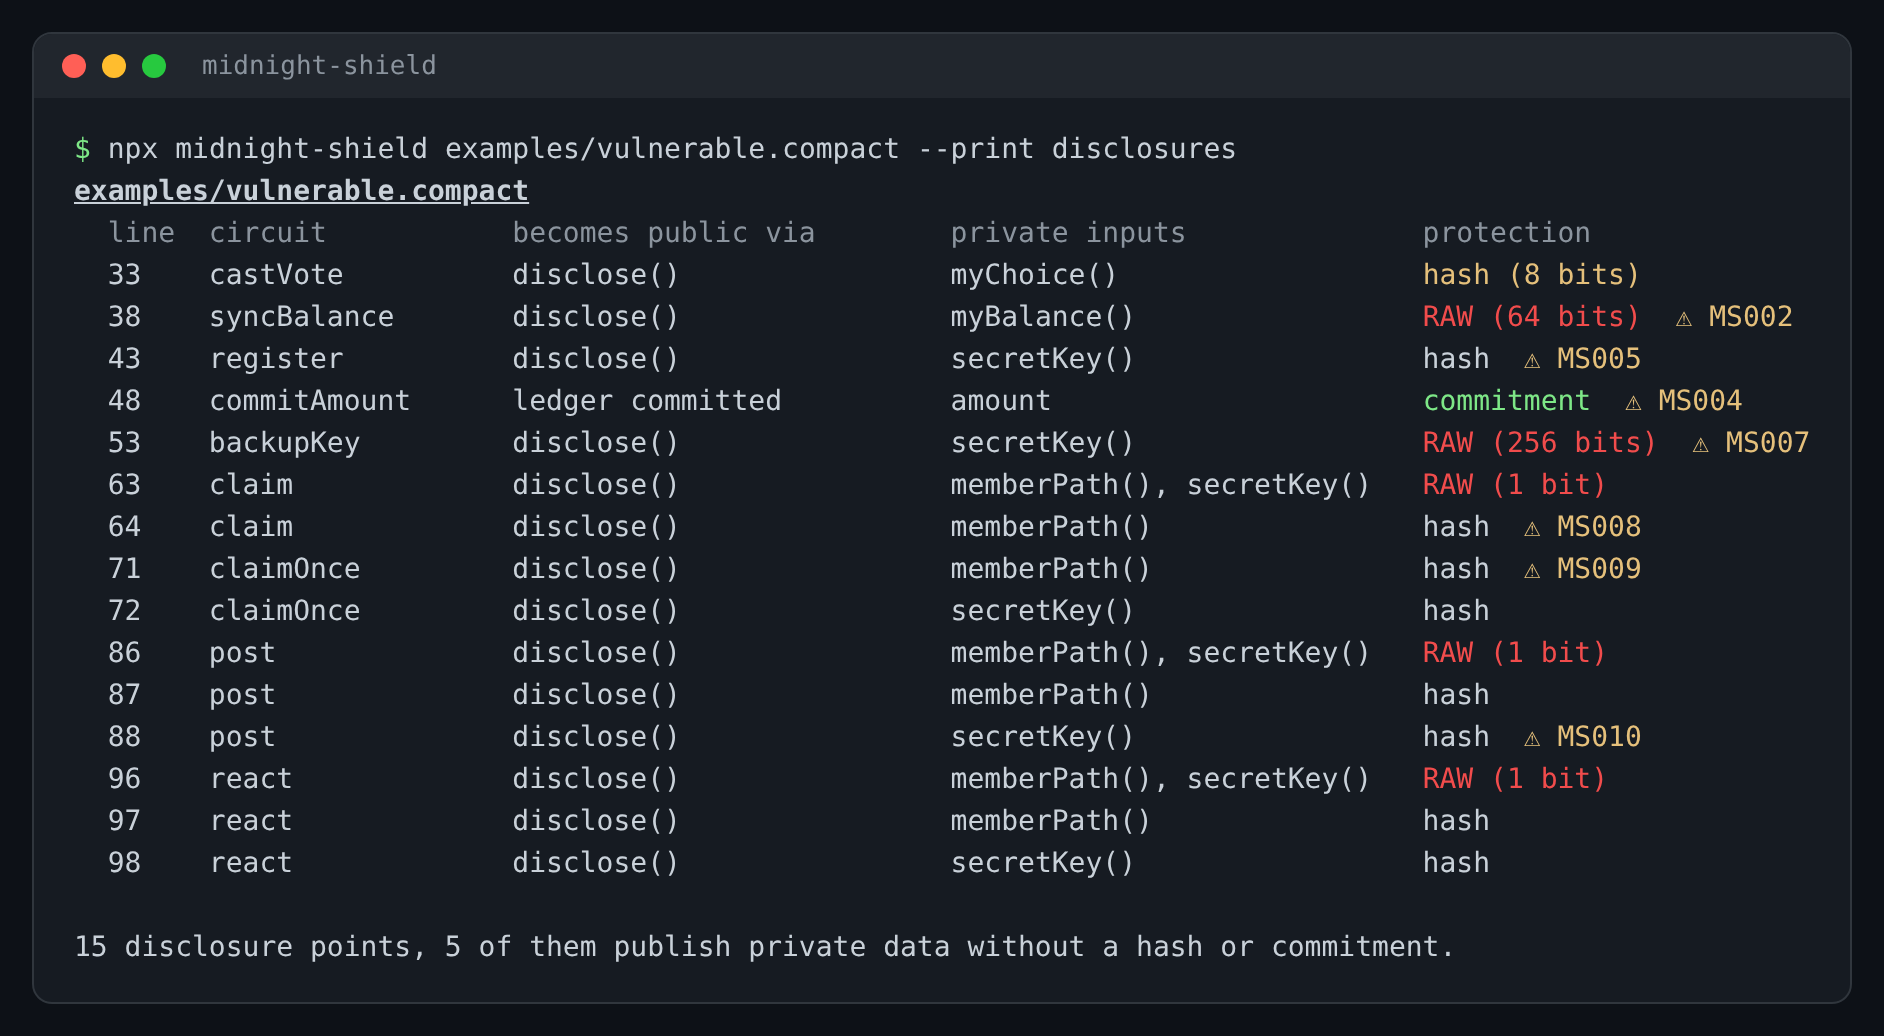 midnight-shield
$ npx midnight-shield examples/vulnerable.compact --print disclosures
examples/vulnerable.compact
line  circuit           becomes public via        private inputs              protection
33    castVote          disclose()                myChoice()                  hash (8 bits)
38    syncBalance       disclose()                myBalance()                 RAW (64 bits)  ⚠ MS002
43    register          disclose()                secretKey()                 hash  ⚠ MS005
48    commitAmount      ledger committed          amount                      commitment  ⚠ MS004
53    backupKey         disclose()                secretKey()                 RAW (256 bits)  ⚠ MS007
63    claim             disclose()                memberPath(), secretKey()   RAW (1 bit)
64    claim             disclose()                memberPath()                hash  ⚠ MS008
71    claimOnce         disclose()                memberPath()                hash  ⚠ MS009
72    claimOnce         disclose()                secretKey()                 hash
86    post              disclose()                memberPath(), secretKey()   RAW (1 bit)
87    post              disclose()                memberPath()                hash
88    post              disclose()                secretKey()                 hash  ⚠ MS010
96    react             disclose()                memberPath(), secretKey()   RAW (1 bit)
97    react             disclose()                memberPath()                hash
98    react             disclose()                secretKey()                 hash
15 disclosure points, 5 of them publish private data without a hash or commitment.